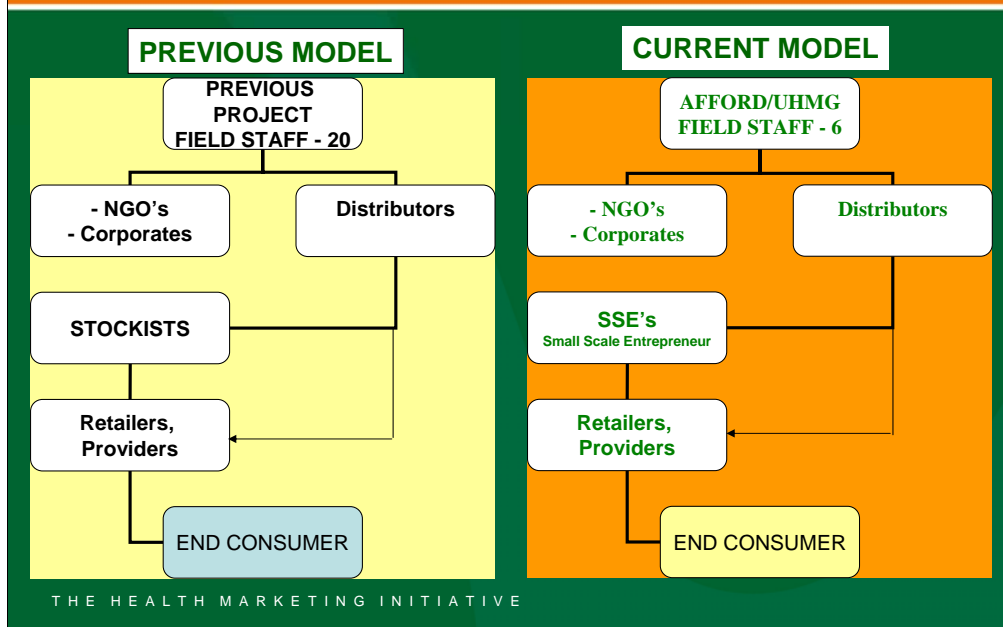 PREVIOUS MODEL
PREVIOUS
PROJECT
FIELD STAFF - 20
- NGO's
- Corporates
Distributors
STOCKISTS
Retailers,
Providers
END CONSUMER
CURRENT MODEL
AFFORD/UHMG
FIELD STAFF - 6
- NGO's
- Corporates
Distributors
SSE's
Small Scale Entrepreneur
Retailers,
Providers
END CONSUMER
THE HEALTH MARKETING INITIATIVE